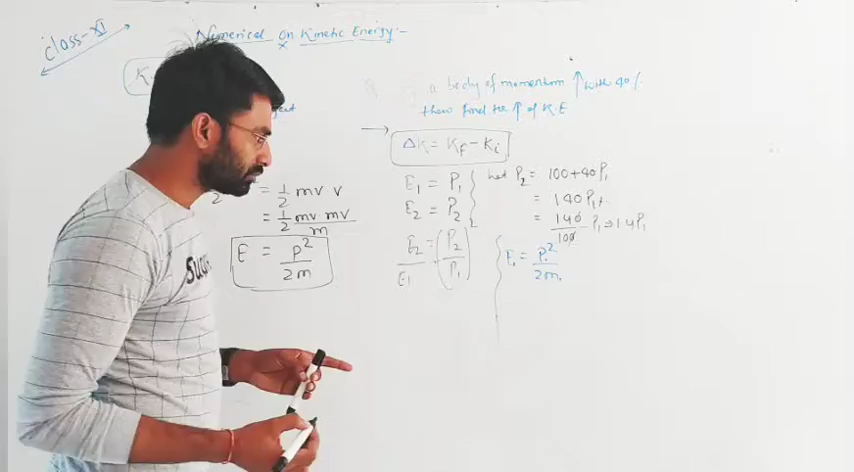 class-XI
Numerical on Kinetic Energy:-
K.
a body of momentum ↑ with 40%.
then find the ↑ of K.E
→ ΔK = Kf - Ki
2 = 1/2 mv v
= 1/2 mv mv / m
E = P² / 2m
E1 = P1
E2 = P2
E2 / E1 = (P2 / P1)
let P2 = 100 + 40 P1
= 140 P1
= 140 / 100 P1 ⇒ 1.4 P1
E1 = P1² / 2m1